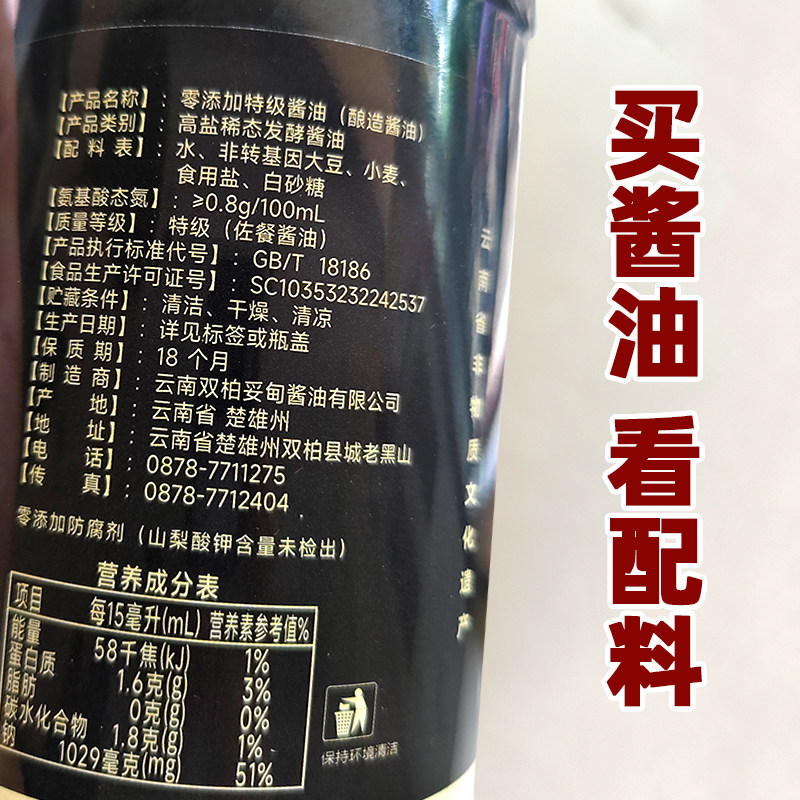 【产品名称】：零添加特级酱油（酿造酱油）
【产品类别】：高盐稀态发酵酱油
【配 料 表】：水、非转基因大豆、小麦、
食用盐、白砂糖
【氨基酸态氮】：≥0.8g/100mL
【质量等级】：特级（佐餐酱油）
【产品执行标准代号】：GB/T 18186
【食品生产许可证号】：SC10353232242537
【贮藏条件】：清洁、干燥、清凉
【生产日期】：详见标签或瓶盖
【保 质 期】：18 个月
【制 造 商】：云南双柏妥甸酱油有限公司
【产 地】：云南省 楚雄州
【地 址】：云南省楚雄州双柏县城老黑山
【电 话】：0878-7711275
【传 真】：0878-7712404
零添加防腐剂（山梨酸钾含量未检出）
营养成分表
项目 每15毫升(mL) 营养素参考值%
能量 58千焦(kJ) 1%
蛋白质 1.6克(g) 3%
脂肪 0克(g) 0%
碳水化合物 1.8克(g) 1%
钠 1029毫克(mg) 51%
保持环境清洁
云南省非物质文化遗产
买酱油 看配料